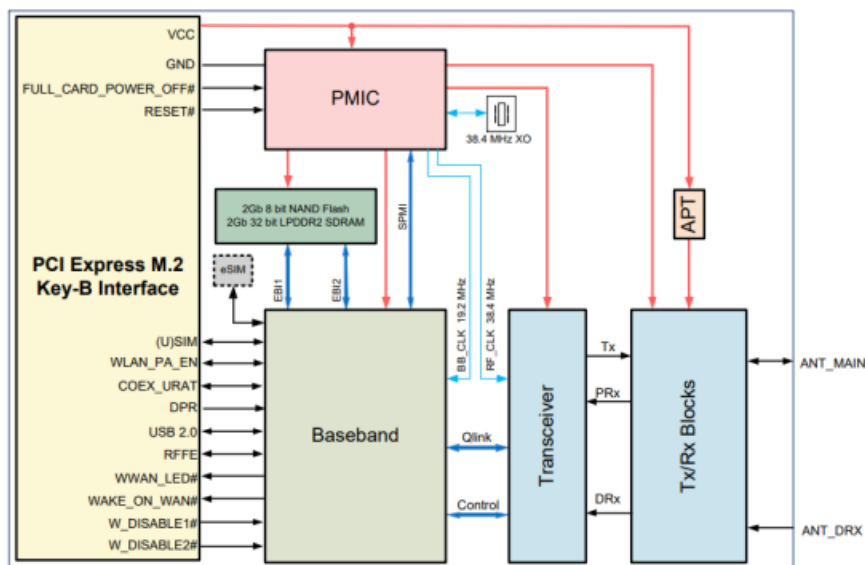 VCC
GND
FULL_CARD_POWER_OFF#
RESET#
PCI Express M.2
Key-B Interface
(U)SIM
WLAN_PA_EN
COEX_URAT
DPR
USB 2.0
RFFE
WWAN_LED#
WAKE_ON_WAN#
W_DISABLE1#
W_DISABLE2#
PMIC
38.4 MHz XO
2Gb 8 bit NAND Flash
2Gb 32 bit LPDDR2 SDRAM
eSIM
EBI1
EBI2
SPMI
BB_CLK 19.2 MHz
RF_CLK 38.4 MHz
APT
Baseband
Qlink
Control
Transceiver
Tx
PRx
DRx
Tx/Rx Blocks
ANT_MAIN
ANT_DRX